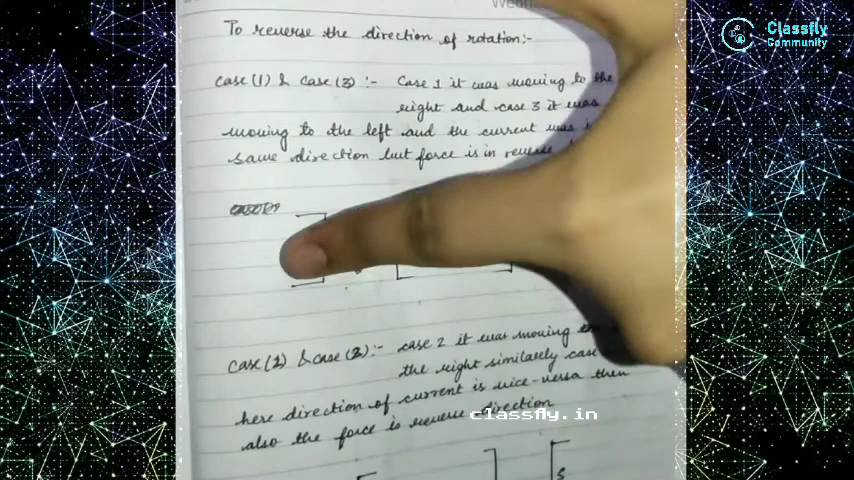 Wedn
Classfly
Community
To reverse the direction of rotation:-
case (1) & case (3) :- Case 1 it was moving to the
right and case 3 it was
moving to the left and the current was i
same direction but force is in reverse
case (2) & case (2):- case 2 it was moving
the right similately case
here direction of current is vice-versa then
also the force is reverse direction
classfly.in
S